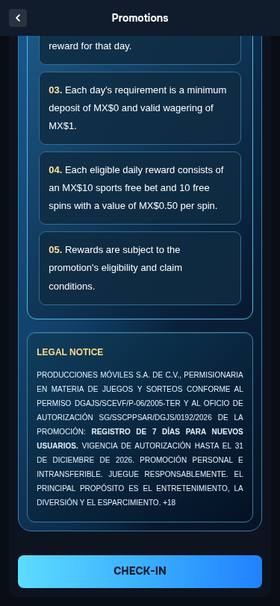 Promotions
reward for that day.
03. Each day's requirement is a minimum
deposit of MX$0 and valid wagering of
MX$1.
04. Each eligible daily reward consists of
an MX$10 sports free bet and 10 free
spins with a value of MX$0.50 per spin.
05. Rewards are subject to the
promotion's eligibility and claim
conditions.
LEGAL NOTICE
PRODUCCIONES MÓVILES S.A. DE C.V., PERMISIONARIA
EN MATERIA DE JUEGOS Y SORTEOS CONFORME AL
PERMISO DGAJS/SCEVF/P-06/2005-TER Y AL OFICIO DE
AUTORIZACIÓN SG/SSCPPSAR/DGJS/0192/2026 DE LA
PROMOCIÓN: REGISTRO DE 7 DÍAS PARA NUEVOS
USUARIOS. VIGENCIA DE AUTORIZACIÓN HASTA EL 31
DE DICIEMBRE DE 2026. PROMOCIÓN PERSONAL E
INTRANSFERIBLE. JUEGUE RESPONSABLEMENTE. EL
PRINCIPAL PROPÓSITO ES EL ENTRETENIMIENTO, LA
DIVERSIÓN Y EL ESPARCIMIENTO. +18
CHECK-IN